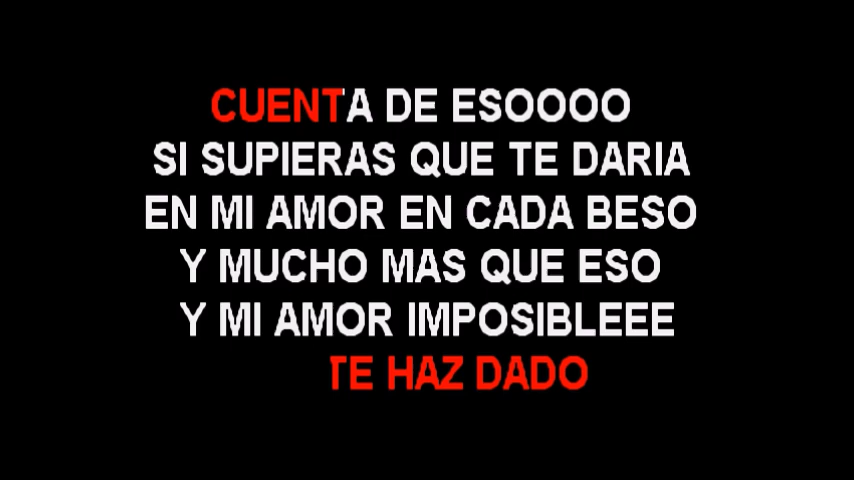 CUENTA DE ESOOOO
SI SUPIERAS QUE TE DARIA
EN MI AMOR EN CADA BESO
Y MUCHO MAS QUE ESO
Y MI AMOR IMPOSIBLEEE
TE HAZ DADO